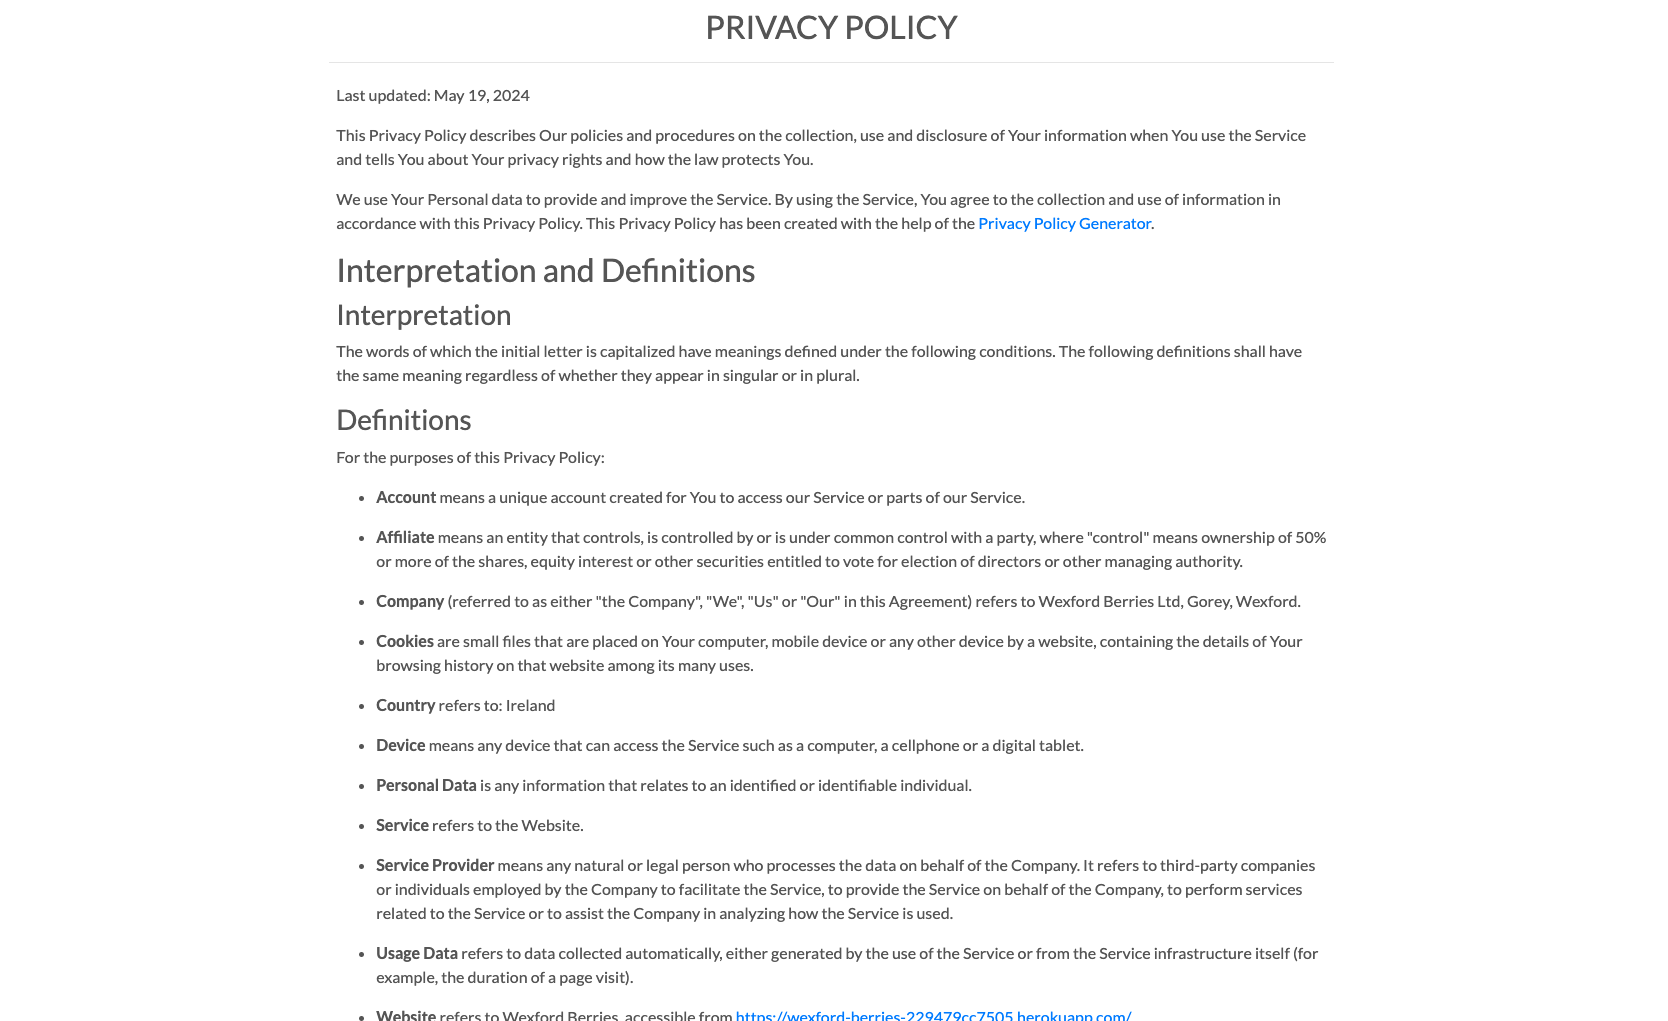 PRIVACY POLICY
Last updated: May 19, 2024
This Privacy Policy describes Our policies and procedures on the collection, use and disclosure of Your information when You use the Service
and tells You about Your privacy rights and how the law protects You.
We use Your Personal data to provide and improve the Service. By using the Service, You agree to the collection and use of information in
accordance with this Privacy Policy. This Privacy Policy has been created with the help of the Privacy Policy Generator.
Interpretation and Definitions
Interpretation
The words of which the initial letter is capitalized have meanings defined under the following conditions. The following definitions shall have
the same meaning regardless of whether they appear in singular or in plural.
Definitions
For the purposes of this Privacy Policy:
• Account means a unique account created for You to access our Service or parts of our Service.
• Affiliate means an entity that controls, is controlled by or is under common control with a party, where "control" means ownership of 50%
or more of the shares, equity interest or other securities entitled to vote for election of directors or other managing authority.
• Company (referred to as either "the Company", "We", "Us" or "Our" in this Agreement) refers to Wexford Berries Ltd, Gorey, Wexford.
• Cookies are small files that are placed on Your computer, mobile device or any other device by a website, containing the details of Your
browsing history on that website among its many uses.
• Country refers to: Ireland
• Device means any device that can access the Service such as a computer, a cellphone or a digital tablet.
• Personal Data is any information that relates to an identified or identifiable individual.
• Service refers to the Website.
• Service Provider means any natural or legal person who processes the data on behalf of the Company. It refers to third-party companies
or individuals employed by the Company to facilitate the Service, to provide the Service on behalf of the Company, to perform services
related to the Service or to assist the Company in analyzing how the Service is used.
• Usage Data refers to data collected automatically, either generated by the use of the Service or from the Service infrastructure itself (for
example, the duration of a page visit).
• Website refers to Wexford Berries, accessible from https://wexford-berries-229479cc7505.herokuapp.com/